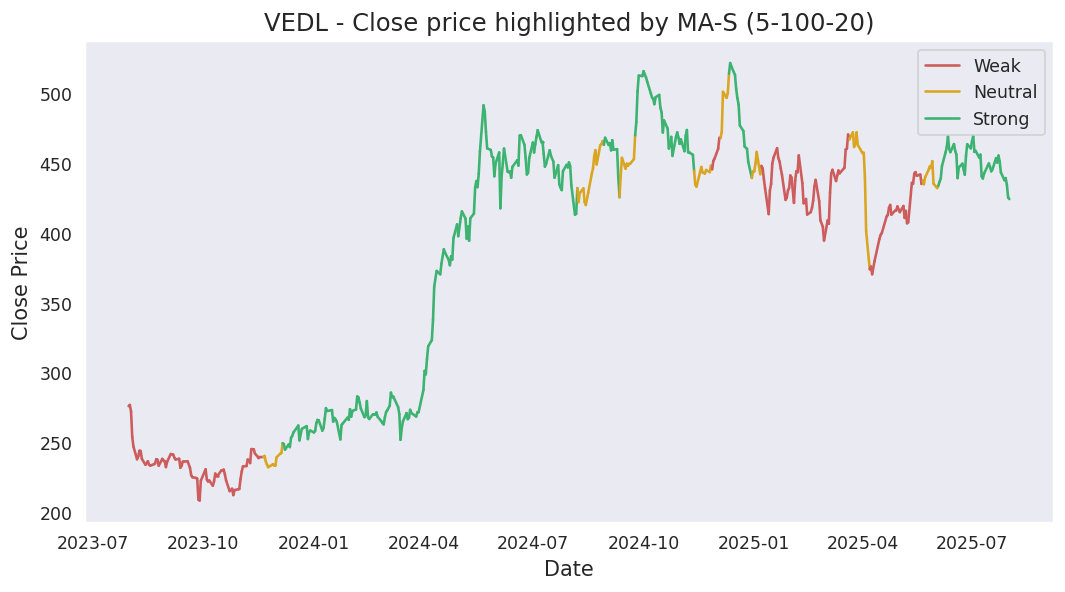 VEDL - Close price highlighted by MA-S (5-100-20)
Weak
Neutral
Strong
Close Price
500
450
400
350
300
250
200
2023-07 2023-10 2024-01 2024-04 2024-07 2024-10 2025-01 2025-04 2025-07
Date